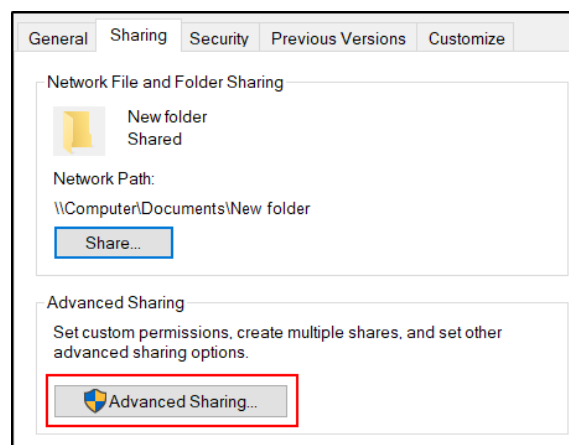 General Sharing Security Previous Versions Customize
Network File and Folder Sharing
New folder
Shared
Network Path:
\\Computer\Documents\New folder
Share...
Advanced Sharing
Set custom permissions, create multiple shares, and set other
advanced sharing options.
Advanced Sharing...